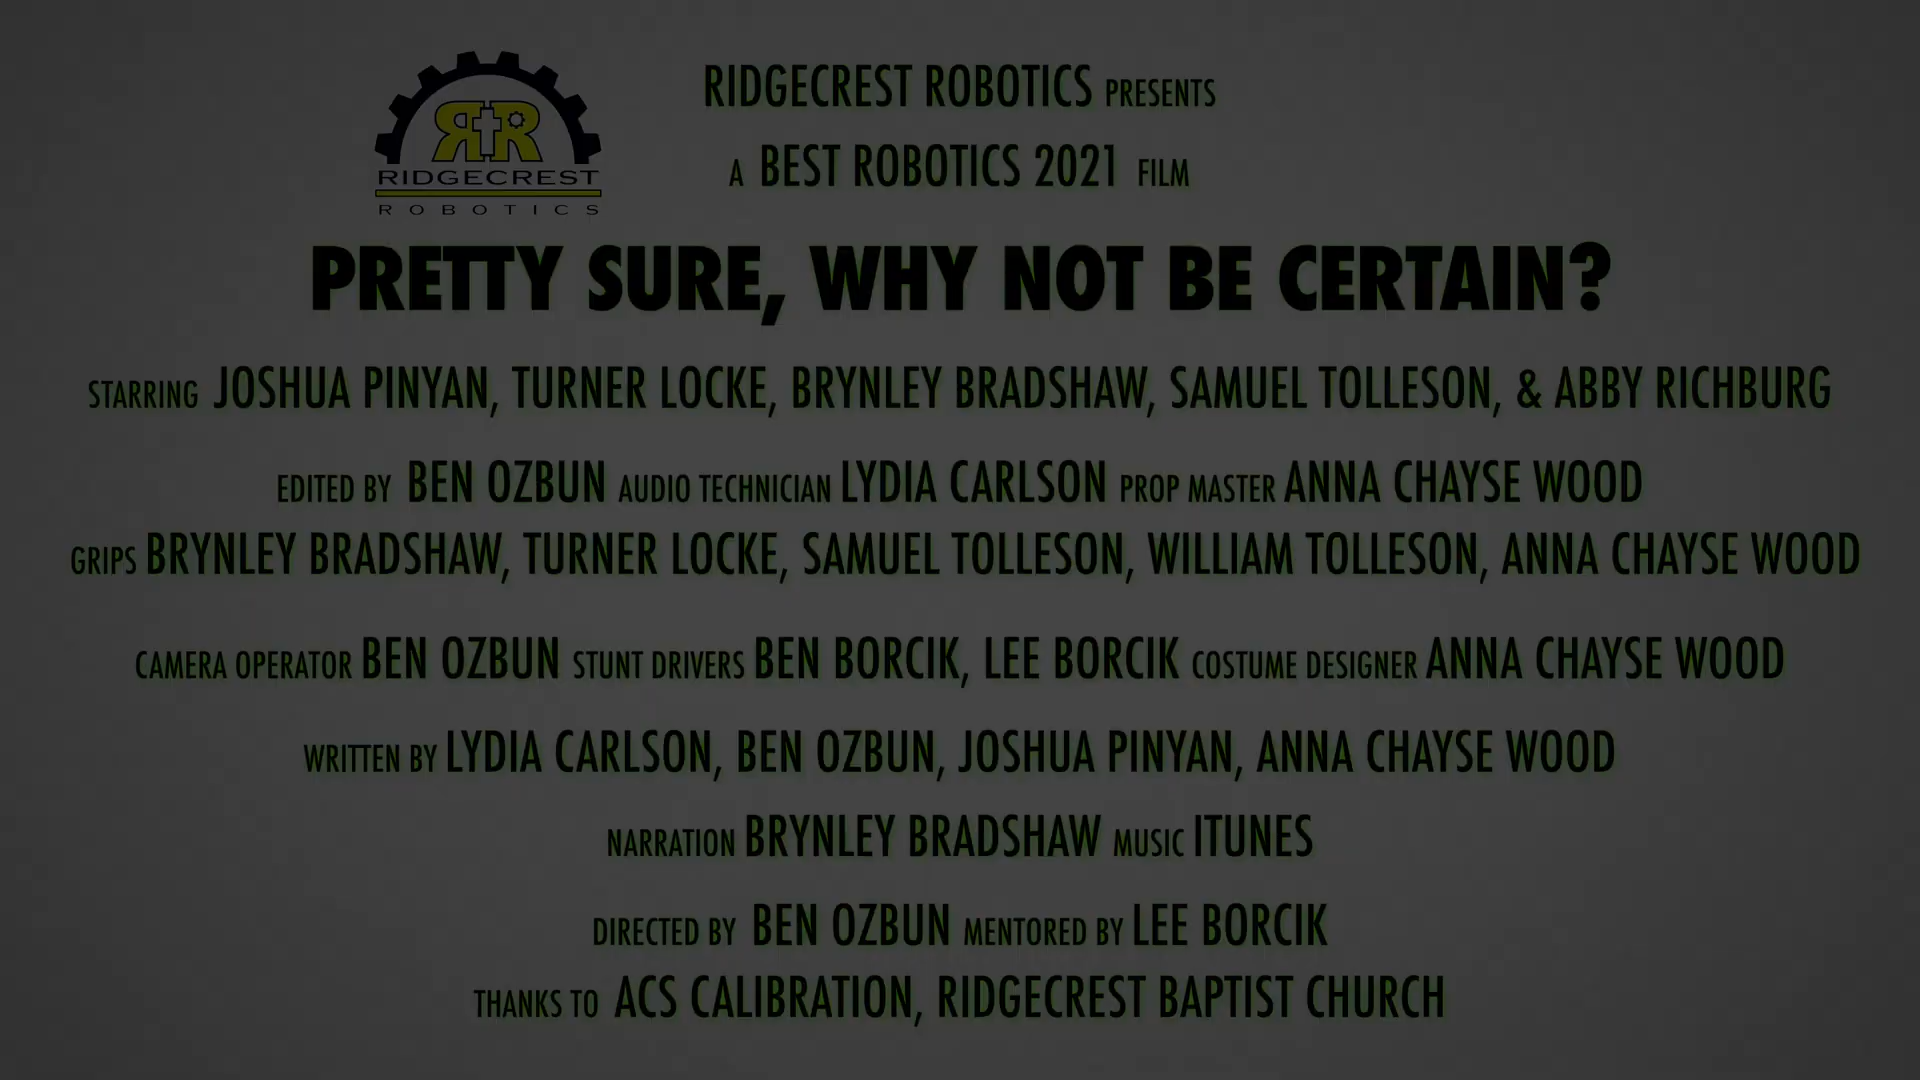 RIDGECREST ROBOTICS PRESENTS
A BEST ROBOTICS 2021 FILM
RR
RIDGECREST
ROBOTICS
PRETTY SURE, WHY NOT BE CERTAIN?
STARRING JOSHUA PINYAN, TURNER LOCKE, BRYNLEY BRADSHAW, SAMUEL TOLLESON, & ABBY RICHBURG
EDITED BY BEN OZBUN AUDIO TECHNICIAN LYDIA CARLSON PROP MASTER ANNA CHAYSE WOOD
GRIPS BRYNLEY BRADSHAW, TURNER LOCKE, SAMUEL TOLLESON, WILLIAM TOLLESON, ANNA CHAYSE WOOD
CAMERA OPERATOR BEN OZBUN STUNT DRIVERS BEN BORCIK, LEE BORCIK COSTUME DESIGNER ANNA CHAYSE WOOD
WRITTEN BY LYDIA CARLSON, BEN OZBUN, JOSHUA PINYAN, ANNA CHAYSE WOOD
NARRATION BRYNLEY BRADSHAW MUSIC ITUNES
DIRECTED BY BEN OZBUN MENTORED BY LEE BORCIK
THANKS TO ACS CALIBRATION, RIDGECREST BAPTIST CHURCH